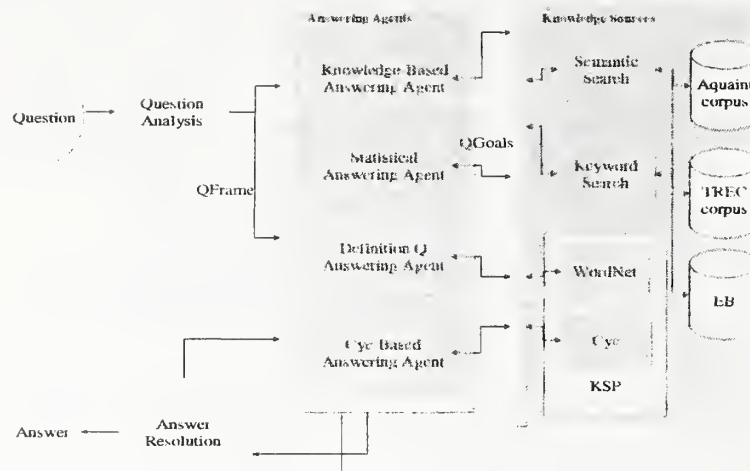 Answering Agents
Knowledge Sources
Knowledge Based
Answering Agent
Semantic
Search
Aquaint
corpus
Question
Question
Analysis
QGoals
Statistical
Answering Agent
Keyword
Search
TREC
corpus
QFrame
Definition Q
Answering Agent
WordNet
EB
Cyc Based
Answering Agent
Cyc
KSP
Answer
Answer
Resolution